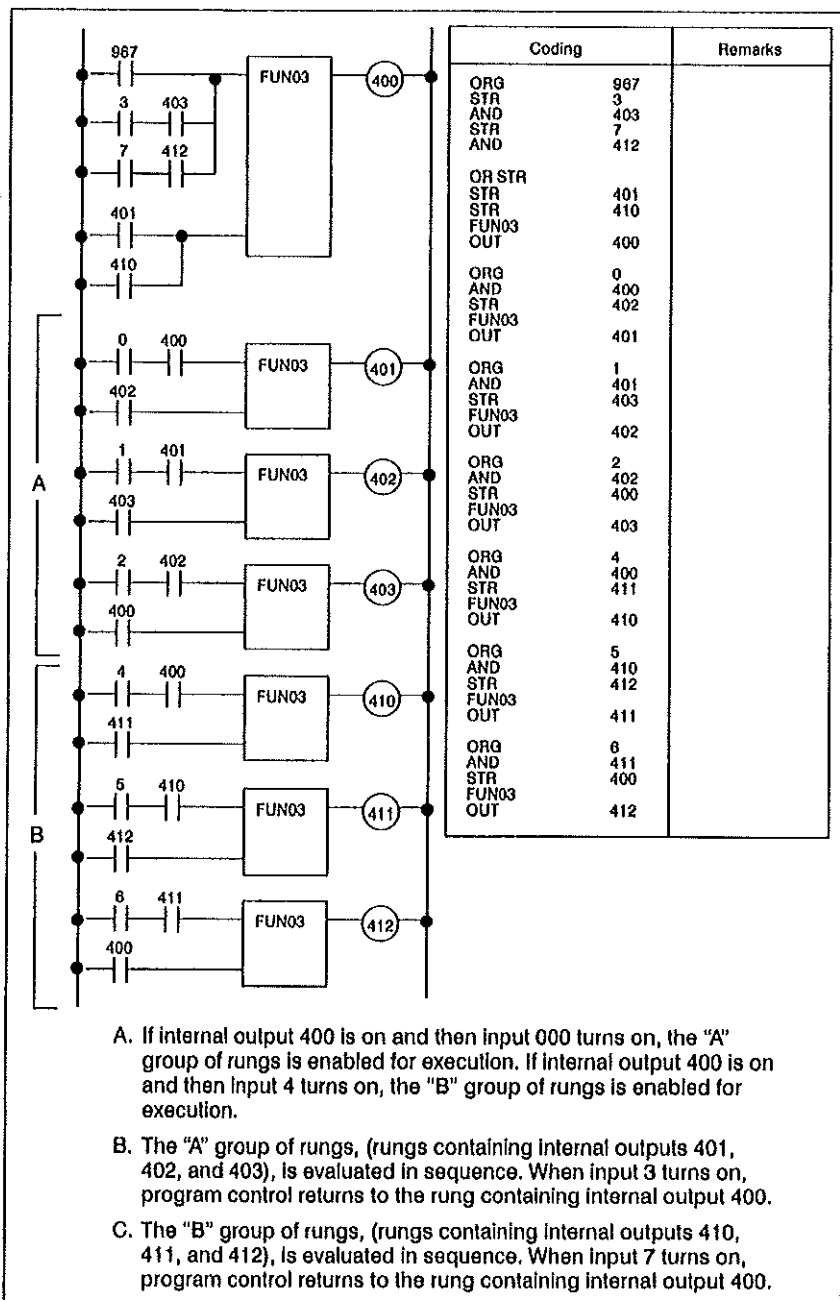 967
FUN03 400
3 403
7 412
401
410
A
0 400
FUN03 401
402
1 401
FUN03 402
403
2 402
FUN03 403
400
B
4 400
FUN03 410
411
5 410
FUN03 411
412
6 411
FUN03 412
400
Coding Remarks
ORG 967
STR 3
AND 403
STR 7
AND 412
OR STR
STR 401
STR 410
FUN03
OUT 400
ORG 0
AND 400
STR 402
FUN03
OUT 401
ORG 1
AND 401
STR 403
FUN03
OUT 402
ORG 2
AND 402
STR 400
FUN03
OUT 403
ORG 4
AND 400
STR 411
FUN03
OUT 410
ORG 5
AND 410
STR 412
FUN03
OUT 411
ORG 6
AND 411
STR 400
FUN03
OUT 412
A. If internal output 400 is on and then input 000 turns on, the "A"
group of rungs is enabled for execution. If internal output 400 is on
and then input 4 turns on, the "B" group of rungs is enabled for
execution.
B. The "A" group of rungs, (rungs containing internal outputs 401,
402, and 403), is evaluated in sequence. When input 3 turns on,
program control returns to the rung containing internal output 400.
C. The "B" group of rungs, (rungs containing internal outputs 410,
411, and 412), is evaluated in sequence. When input 7 turns on,
program control returns to the rung containing internal output 400.